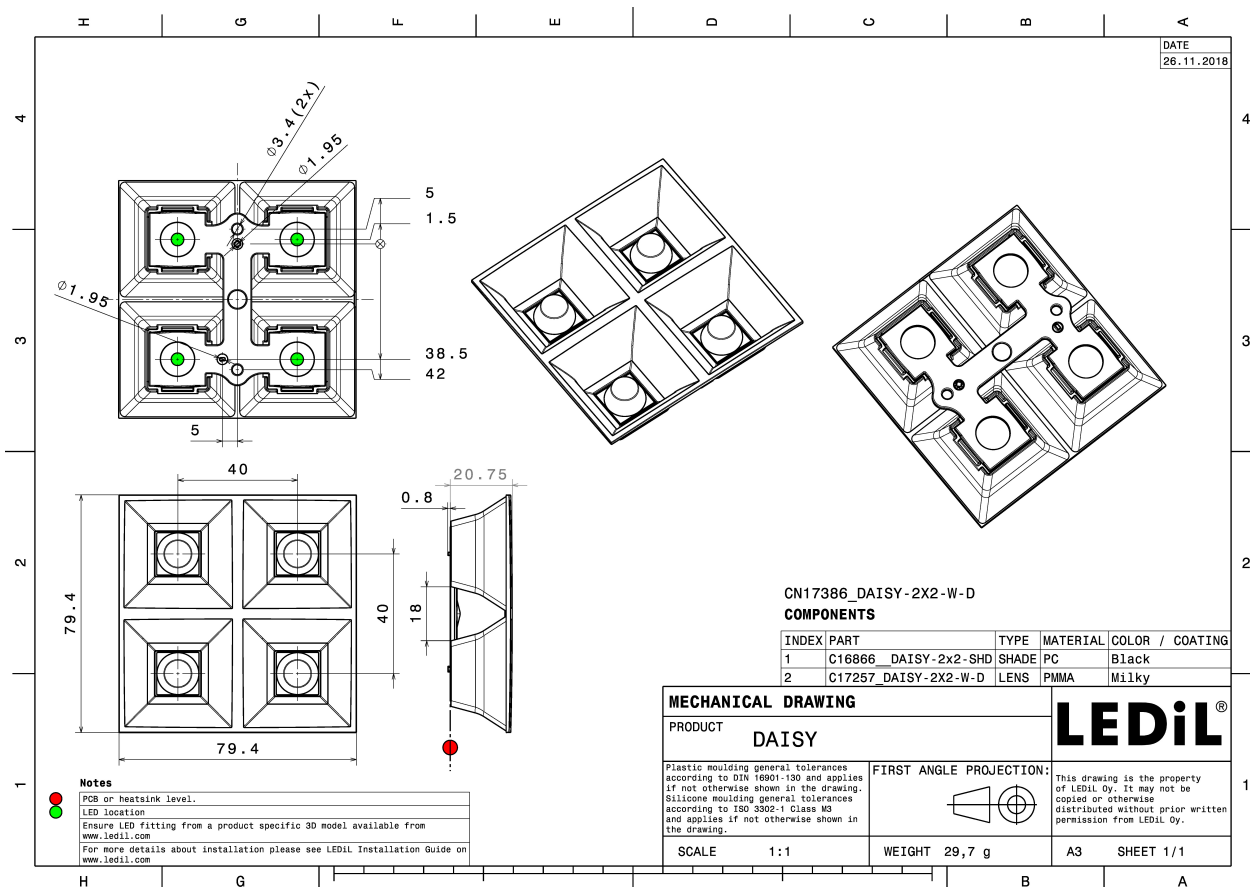 H G F E D C B A
DATE
26.11.2018
4
4
⌀3.4(2x)
⌀1.95
5
1.5
⌀1.95
38.5
42
5
3
3
40
20.75
0.8
79.4
40
18
79.4
2
2
CN17386_DAISY-2X2-W-D
COMPONENTS
INDEX PART TYPE MATERIAL COLOR / COATING
1 C16866__DAISY-2x2-SHD SHADE PC Black
2 C17257_DAISY-2X2-W-D LENS PMMA Milky
MECHANICAL DRAWING
PRODUCT
DAISY
LEDiL®
Plastic moulding general tolerances
according to DIN 16901-130 and applies
if not otherwise shown in the drawing.
Silicone moulding general tolerances
according to ISO 3302-1 Class M3
and applies if not otherwise shown in
the drawing.
FIRST ANGLE PROJECTION:
This drawing is the property
of LEDiL Oy. It may not be
copied or otherwise
distributed without prior written
permission from LEDiL Oy.
SCALE 1:1
WEIGHT 29,7 g
A3 SHEET 1/1
1
1
Notes
PCB or heatsink level.
LED location
Ensure LED fitting from a product specific 3D model available from
www.ledil.com
For more details about installation please see LEDiL Installation Guide on
www.ledil.com
H G B A